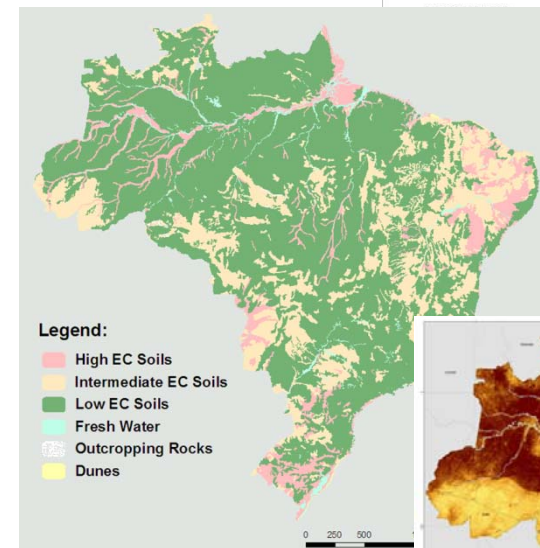 Legend:
High EC Soils
Intermediate EC Soils
Low EC Soils
Fresh Water
Outcropping Rocks
Dunes
0 250 500